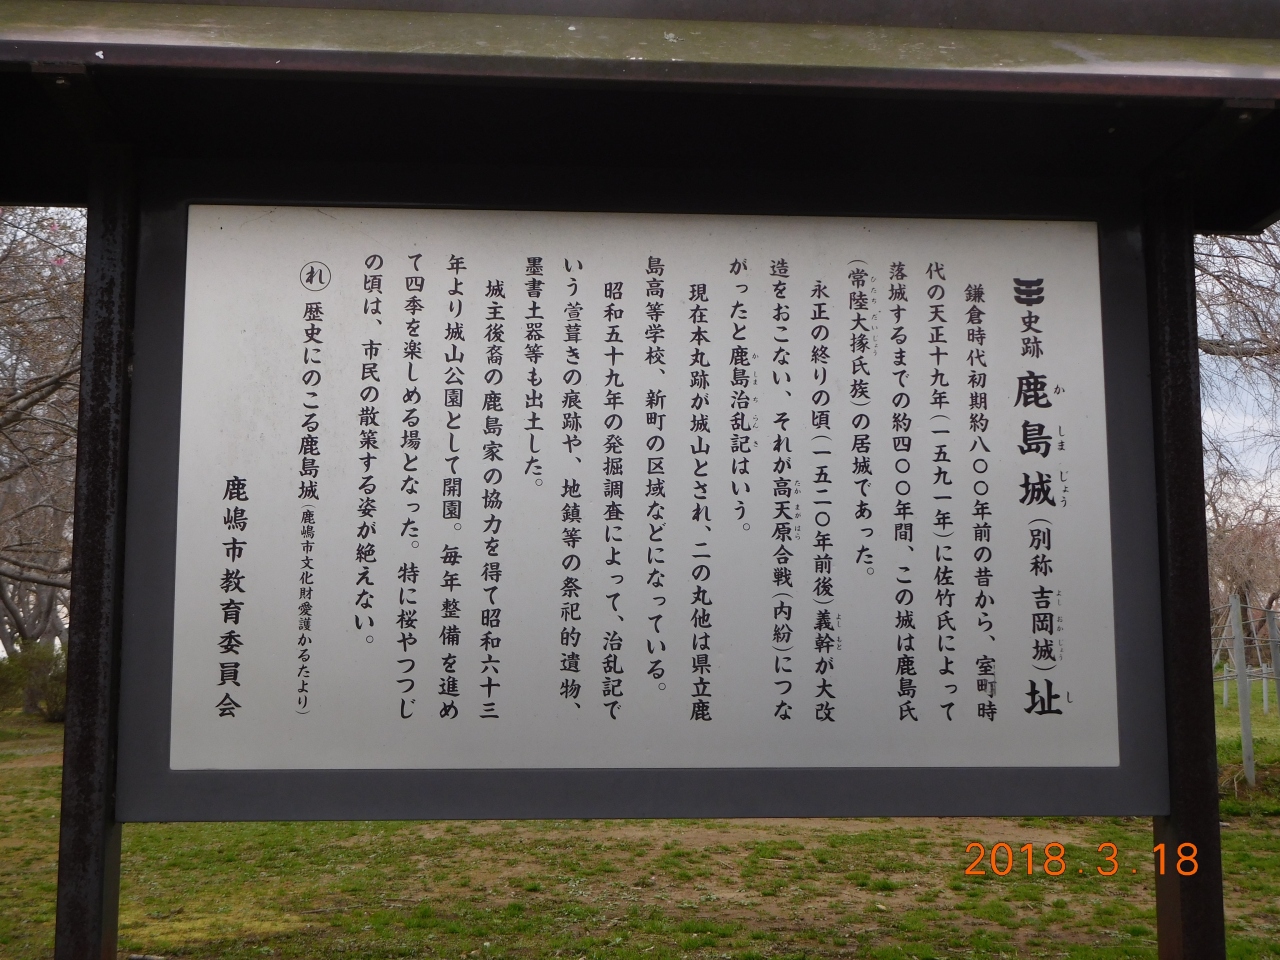 史跡 鹿島城（別称 吉岡城）址
鎌倉時代初期約八〇〇年前の昔から、室町時
代の天正十九年（一五九一年）に佐竹氏によって
落城するまでの約四〇〇年間、この城は鹿島氏
（常陸大掾氏族）の居城であった。
永正の終りの頃（一五二〇年前後）義幹が大改
造をおこない、それが高天原合戦（内紛）につな
がったと鹿島治乱記はいう。
現在本丸跡が城山とされ、二の丸他は県立鹿
島高等学校、新町の区域などになっている。
昭和五十九年の発掘調査によって、治乱記で
いう萱葺きの痕跡や、地鎮等の祭祀的遺物、
墨書土器等も出土した。
城主後裔の鹿島家の協力を得て昭和六十三
年より城山公園として開園。毎年整備を進め
て四季を楽しめる場となった。特に桜やつつじ
の頃は、市民の散策する姿が絶えない。
れ 歴史にのこる鹿島城（鹿嶋市文化財愛護かるたより）
鹿嶋市教育委員会
2018.3.18